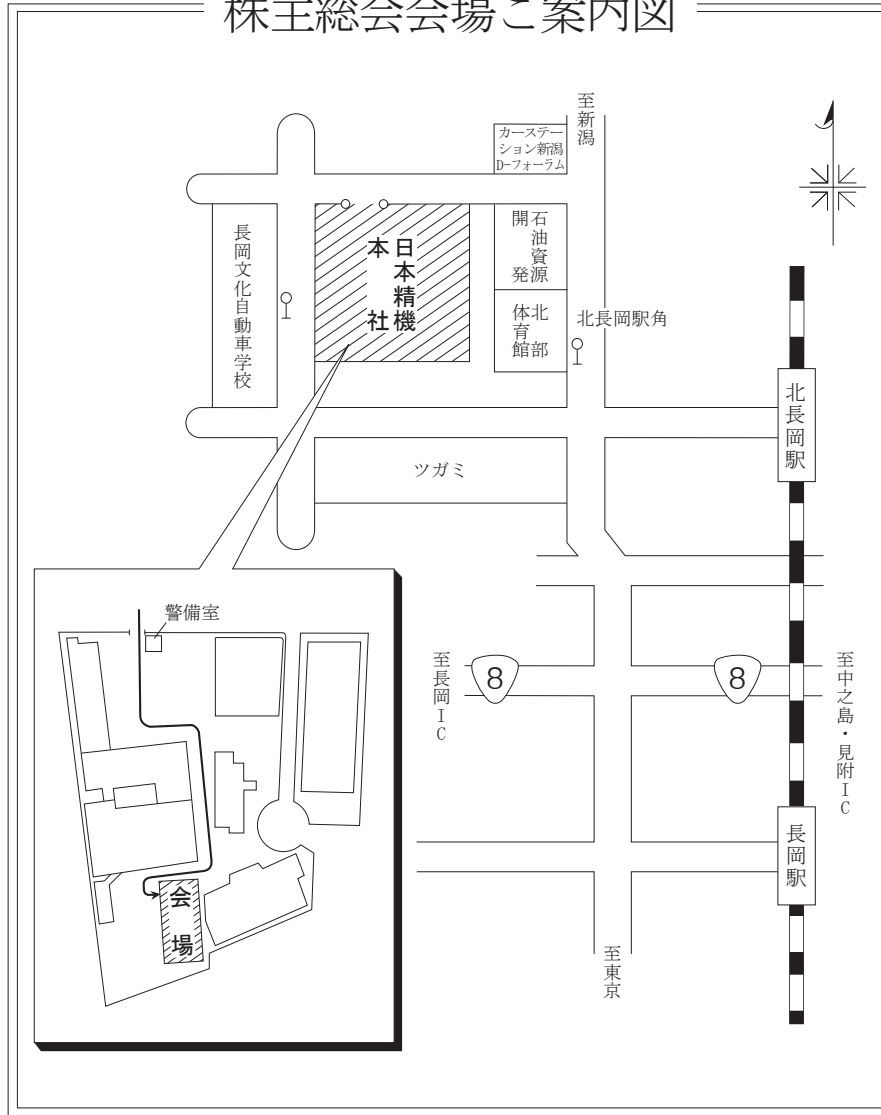 株主総会会場ご案内図
至新潟
カーステー
ション新潟
D-フォーラム
石油資源
開発
長岡文化自動車学校
日本精機
本社
北部
体育館
北長岡駅角
北長岡駅
ツガミ
警備室
至長岡IC
8
8
至中之島・見附IC
長岡駅
会場
至東京